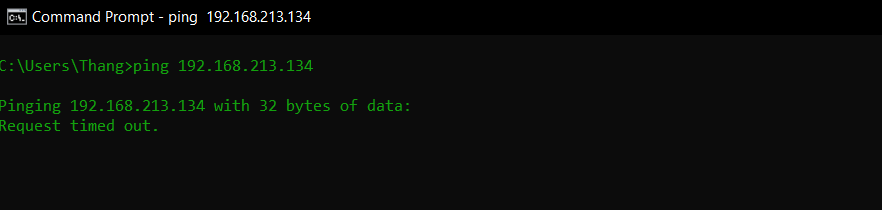 Command Prompt - ping  192.168.213.134
C:\Users\Thang>ping 192.168.213.134
Pinging 192.168.213.134 with 32 bytes of data:
Request timed out.